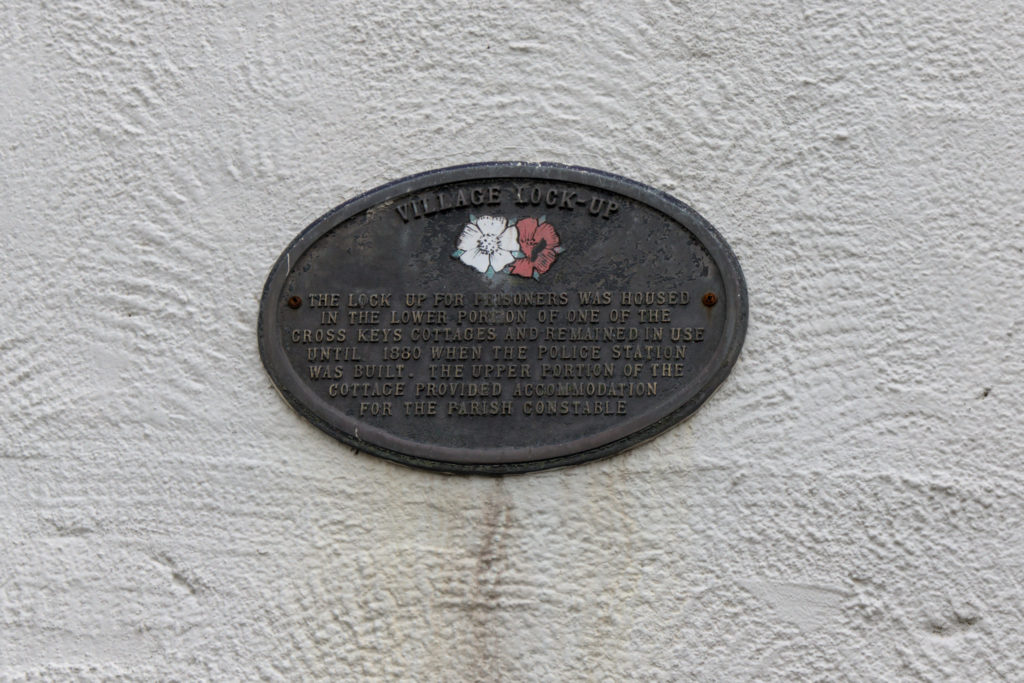 VILLAGE LOCK-UP
THE LOCK UP FOR PRISONERS WAS HOUSED
IN THE LOWER PORTION OF ONE OF THE
CROSS KEYS COTTAGES AND REMAINED IN USE
UNTIL 1880 WHEN THE POLICE STATION
WAS BUILT. THE UPPER PORTION OF THE
COTTAGE PROVIDED ACCOMMODATION
FOR THE PARISH CONSTABLE